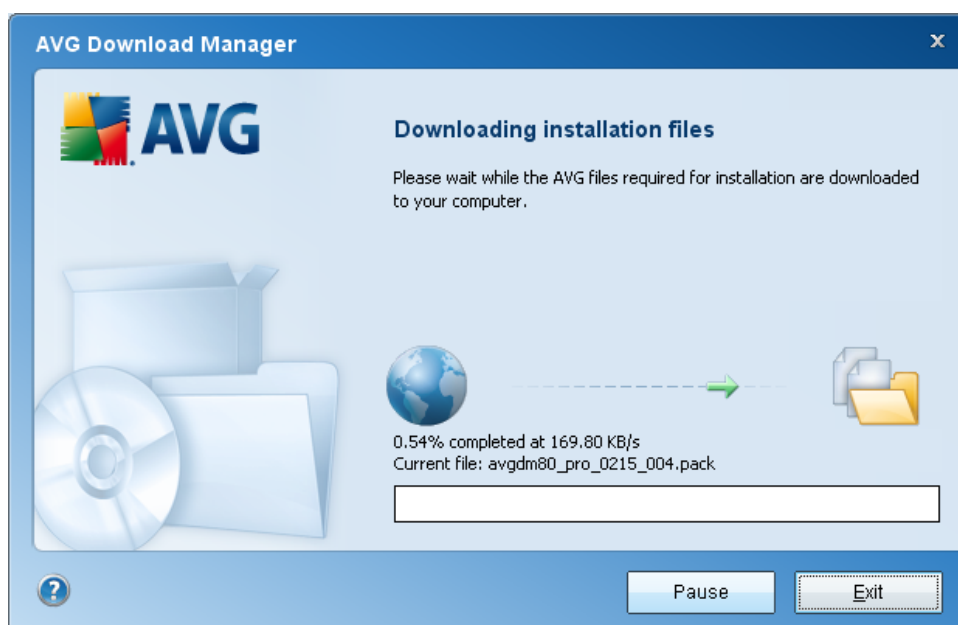 AVG Download Manager
x
AVG
Downloading installation files
Please wait while the AVG files required for installation are downloaded
to your computer.
0.54% completed at 169.80 KB/s
Current file: avgdm80_pro_0215_004.pack
?
Pause
Exit